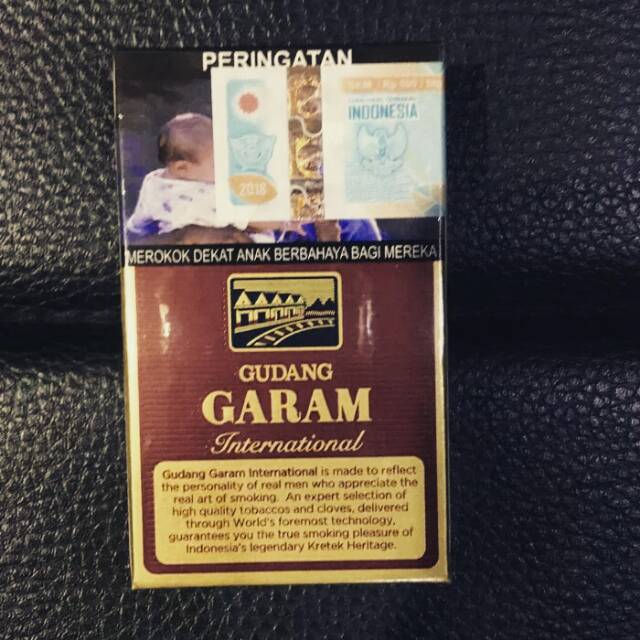 PERINGATAN
INDONESIA
2018
MEROKOK DEKAT ANAK BERBAHAYA BAGI MEREKA
GUDANG
GARAM
International
Gudang Garam International is made to reflect
the personality of real men who appreciate the
real art of smoking. An expert selection of
high quality tobaccos and cloves, delivered
through World's foremost technology,
guarantees you the true smoking pleasure of
Indonesia's legendary Kretek Heritage.